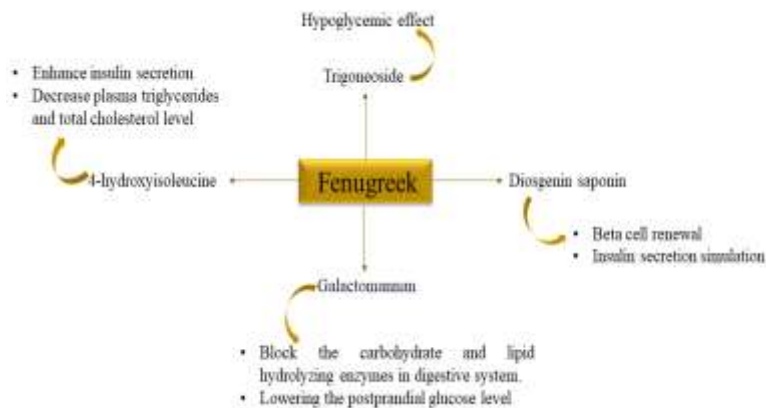 Hypoglycemic effect
Trigoneoside
• Enhance insulin secretion
• Decrease plasma triglycerides
and total cholesterol level
4-hydroxyisoleucine
Fenugreek
Diosgenin saponin
• Beta cell renewal
• Insulin secretion simulation
Galactomannan
• Block the carbohydrate and lipid
hydrolyzing enzymes in digestive system.
• Lowering the postprandial glucose level